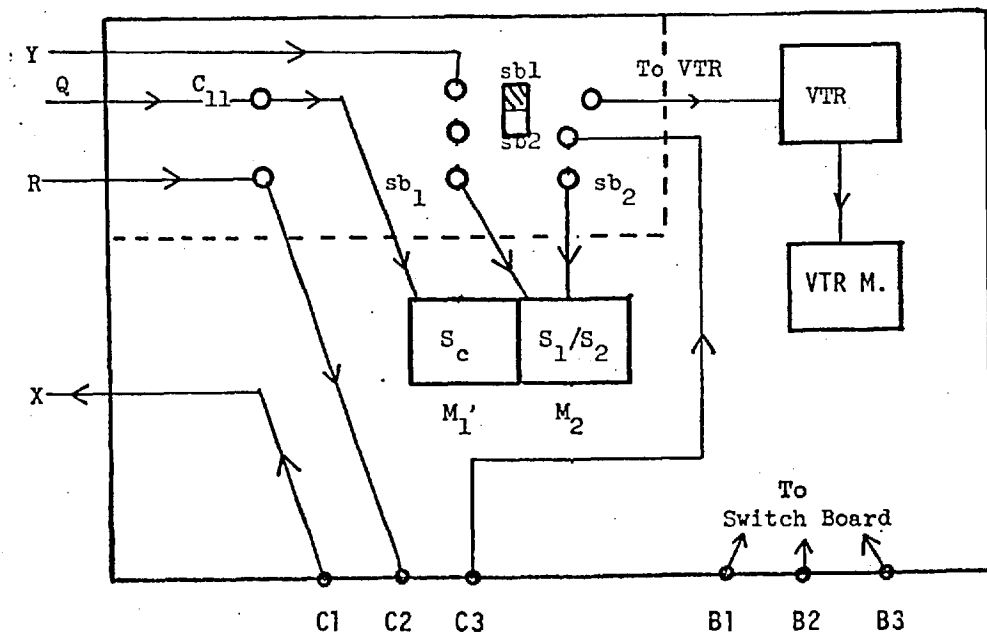 Y
sb1
To VTR
Q
C11
VTR
sb2
R
sb1
sb2
VTR M.
Sc
S1/S2
X
M1'
M2
To
Switch Board
C1
C2
C3
B1
B2
B3